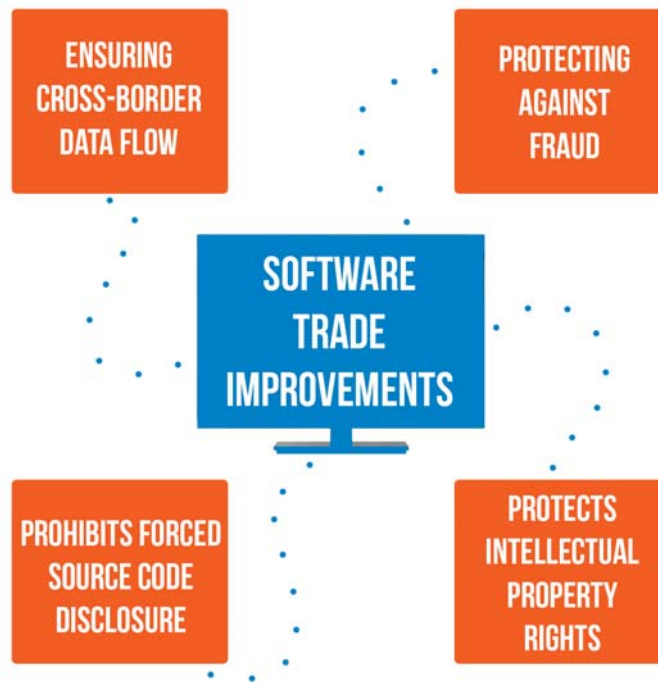 ENSURING
CROSS-BORDER
DATA FLOW
PROTECTING
AGAINST
FRAUD
SOFTWARE
TRADE
IMPROVEMENTS
PROHIBITS FORCED
SOURCE CODE
DISCLOSURE
PROTECTS
INTELLECTUAL
PROPERTY
RIGHTS